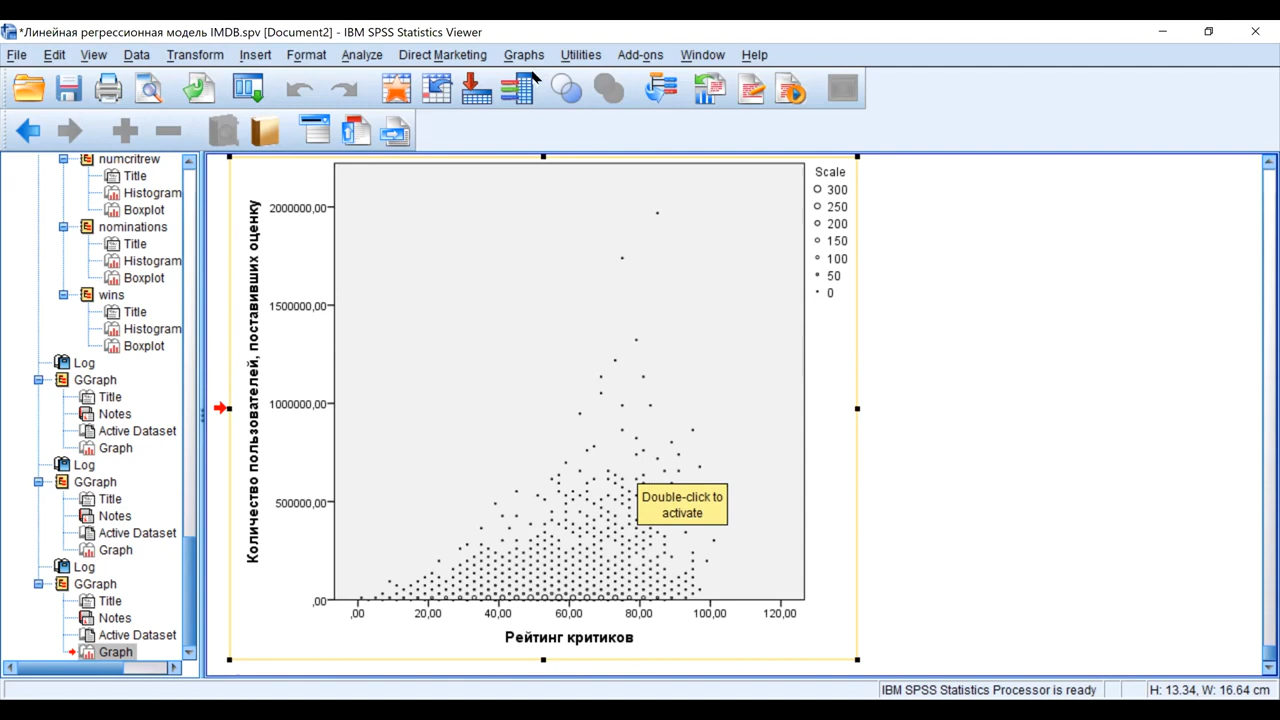 *Линейная регрессионная модель IMDB.spv [Document2] - IBM SPSS Statistics Viewer
File Edit View Data Transform Insert Format Analyze Direct Marketing Graphs Utilities Add-ons Window Help
numcritrew
Title
Histogram
Boxplot
nominations
Title
Histogram
Boxplot
wins
Title
Histogram
Boxplot
Log
GGraph
Title
Notes
Active Dataset
Graph
Log
GGraph
Title
Notes
Active Dataset
Graph
Log
GGraph
Title
Notes
Active Dataset
Graph
Количество пользователей, поставивших оценку
2000000,00
1500000,00
1000000,00
500000,00
,00
,00 20,00 40,00 60,00 80,00 100,00 120,00
Рейтинг критиков
Double-click to
activate
Scale
300
250
200
150
100
50
0
IBM SPSS Statistics Processor is ready
H: 13.34, W: 16.64 cm